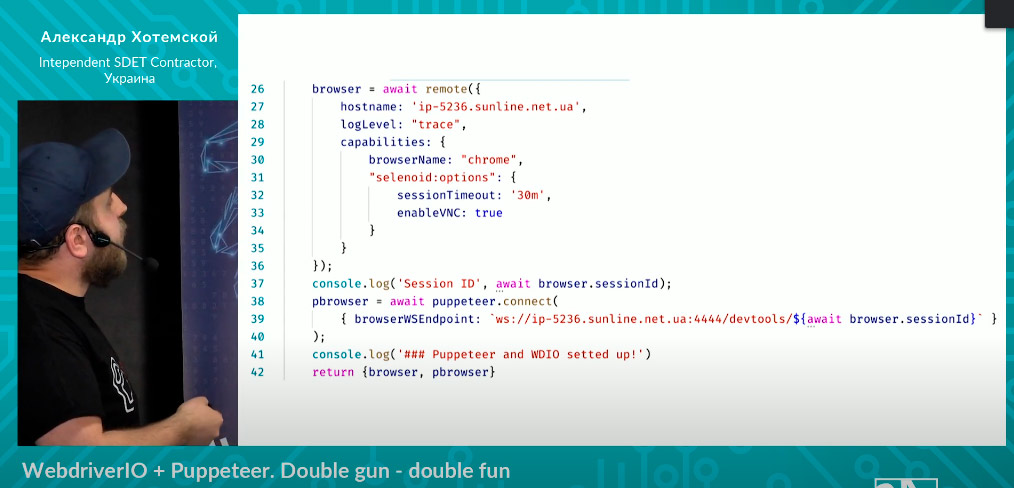 Александр Хотемской
Intependent SDET Contractor,
Украина
26 browser = await remote({
27 hostname: 'ip-5236.sunline.net.ua',
28 logLevel: "trace",
29 capabilities: {
30 browserName: "chrome",
31 "selenoid:options": {
32 sessionTimeout: '30m',
33 enableVNC: true
34 }
35 }
36 });
37 console.log('Session ID', await browser.sessionId);
38 pbrowser = await puppeteer.connect(
39 { browserWSEndpoint: `ws://ip-5236.sunline.net.ua:4444/devtools/${await browser.sessionId}` }
40 );
41 console.log('### Puppeteer and WDIO setted up!')
42 return {browser, pbrowser}
WebdriverIO + Puppeteer. Double gun - double fun